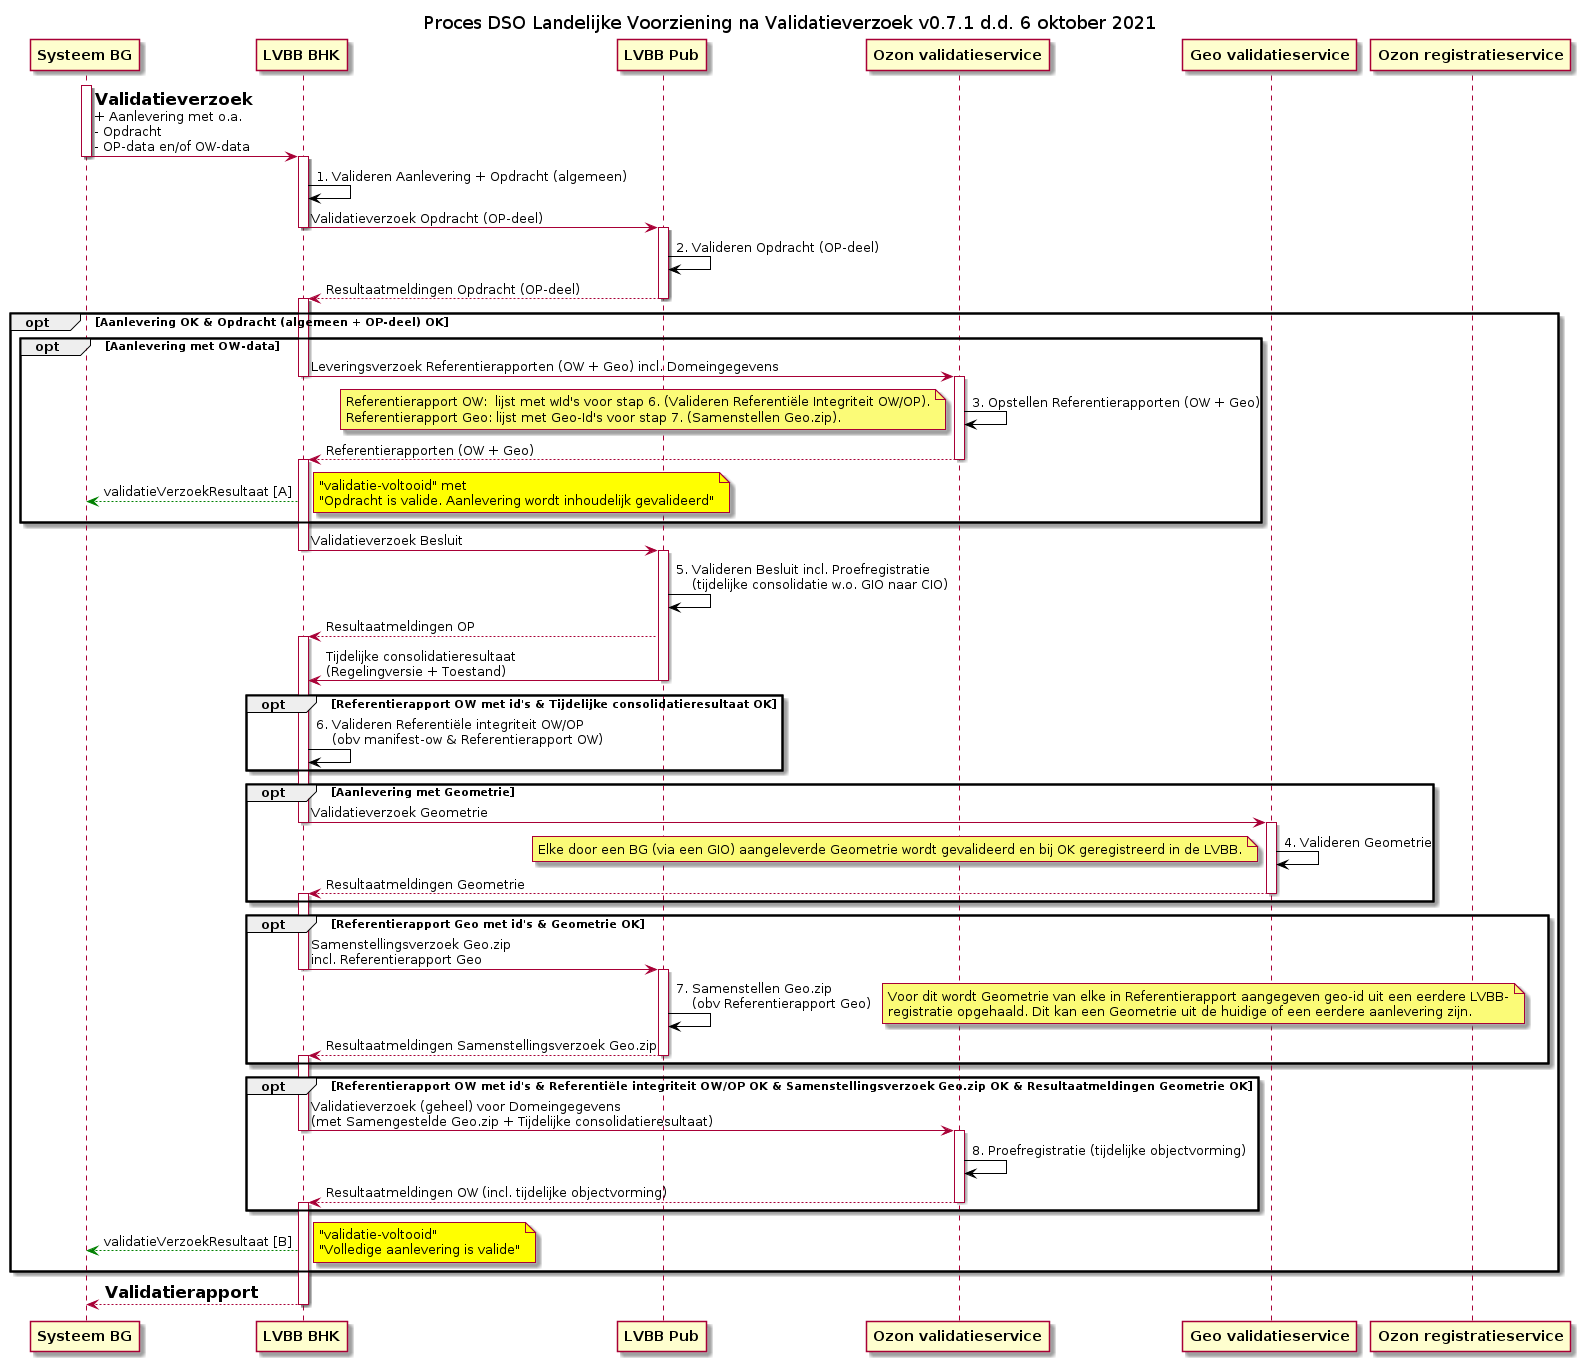 Proces DSO Landelijke Voorziening na Validatieverzoek v0.7.1 d.d. 6 oktober 2021
Systeem BG
LVBB BHK
LVBB Pub
Ozon validatieservice
Geo validatieservice
Ozon registratieservice
Validatieverzoek
+ Aanlevering met o.a.
- Opdracht
- OP-data en/of OW-data
1. Valideren Aanlevering + Opdracht (algemeen)
Validatieverzoek Opdracht (OP-deel)
2. Valideren Opdracht (OP-deel)
Resultaatmeldingen Opdracht (OP-deel)
opt [Aanlevering OK & Opdracht (algemeen + OP-deel) OK]
opt [Aanlevering met OW-data]
Leveringsverzoek Referentierapporten (OW + Geo) incl. Domeingegevens
Referentierapport OW:  lijst met wId's voor stap 6. (Valideren Referentiële Integriteit OW/OP).
Referentierapport Geo: lijst met Geo-Id's voor stap 7. (Samenstellen Geo.zip).
3. Opstellen Referentierapporten (OW + Geo)
Referentierapporten (OW + Geo)
validatieVerzoekResultaat [A]
"validatie-voltooid" met
"Opdracht is valide. Aanlevering wordt inhoudelijk gevalideerd"
Validatieverzoek Besluit
5. Valideren Besluit incl. Proefregistratie
(tijdelijke consolidatie w.o. GIO naar CIO)
Resultaatmeldingen OP
Tijdelijke consolidatieresultaat
(Regelingversie + Toestand)
opt [Referentierapport OW met id's & Tijdelijke consolidatieresultaat OK]
6. Valideren Referentiële integriteit OW/OP
(obv manifest-ow & Referentierapport OW)
opt [Aanlevering met Geometrie]
Validatieverzoek Geometrie
Elke door een BG (via een GIO) aangeleverde Geometrie wordt gevalideerd en bij OK geregistreerd in de LVBB.
4. Valideren Geometrie
Resultaatmeldingen Geometrie
opt [Referentierapport Geo met id's & Geometrie OK]
Samenstellingsverzoek Geo.zip
incl. Referentierapport Geo
7. Samenstellen Geo.zip
(obv Referentierapport Geo)
Voor dit wordt Geometrie van elke in Referentierapport aangegeven geo-id uit een eerdere LVBB-
registratie opgehaald. Dit kan een Geometrie uit de huidige of een eerdere aanlevering zijn.
Resultaatmeldingen Samenstellingsverzoek Geo.zip
opt [Referentierapport OW met id's & Referentiële integriteit OW/OP OK & Samenstellingsverzoek Geo.zip OK & Resultaatmeldingen Geometrie OK]
Validatieverzoek (geheel) voor Domeingegevens
(met Samengestelde Geo.zip + Tijdelijke consolidatieresultaat)
8. Proefregistratie (tijdelijke objectvorming)
Resultaatmeldingen OW (incl. tijdelijke objectvorming)
validatieVerzoekResultaat [B]
"validatie-voltooid"
"Volledige aanlevering is valide"
Validatierapport
Systeem BG
LVBB BHK
LVBB Pub
Ozon validatieservice
Geo validatieservice
Ozon registratieservice